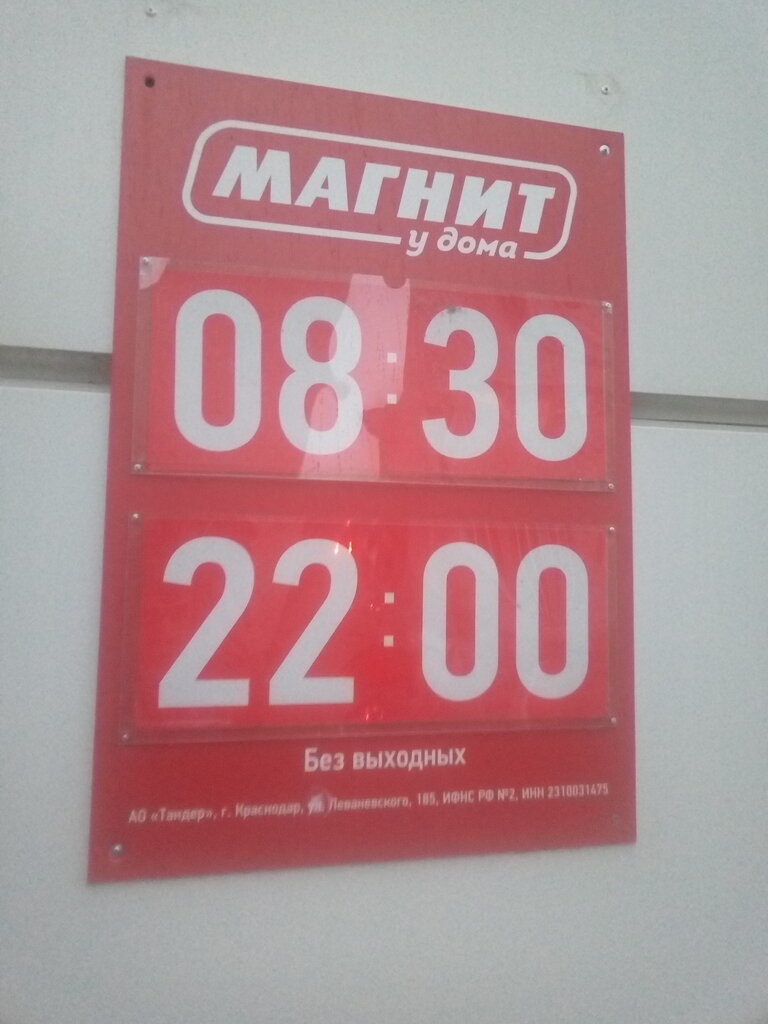 МАГНИТ
у дома
08:30
22:00
Без выходных
АО «Тандер», г. Краснодар, ул. Леваневского, 185, ИФНС РФ №2, ИНН 2310031475